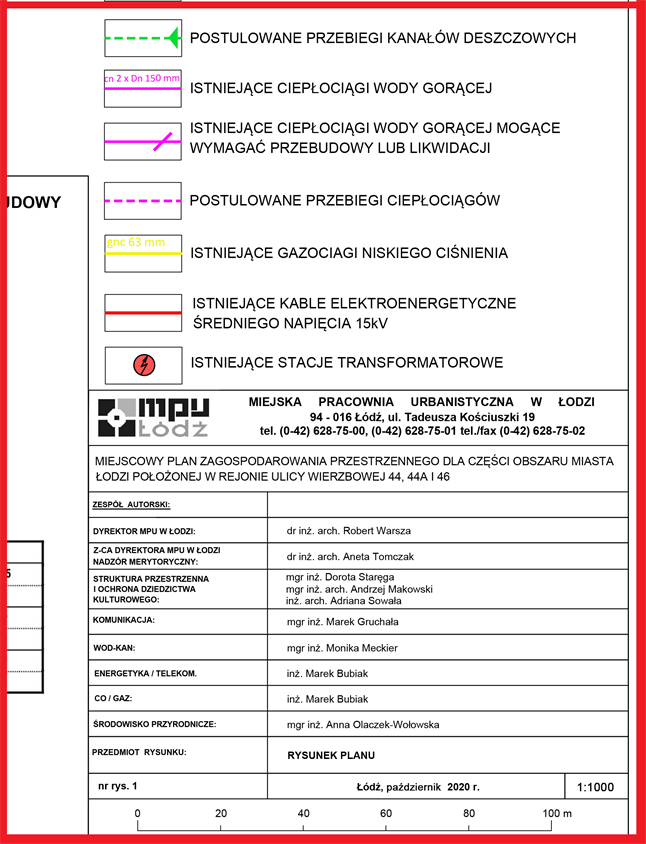 POSTULOWANE PRZEBIEGI KANAŁÓW DESZCZOWYCH
cn 2 x Dn 150 mm
ISTNIEJĄCE CIEPŁOCIĄGI WODY GORĄCEJ
ISTNIEJĄCE CIEPŁOCIĄGI WODY GORĄCEJ MOGĄCE
WYMAGAĆ PRZEBUDOWY LUB LIKWIDACJI
POSTULOWANE PRZEBIEGI CIEPŁOCIĄGÓW
UDOWY
gnc 63 mm
ISTNIEJĄCE GAZOCIAGI NISKIEGO CIŚNIENIA
ISTNIEJĄCE KABLE ELEKTROENERGETYCZNE
ŚREDNIEGO NAPIĘCIA 15kV
ISTNIEJĄCE STACJE TRANSFORMATOROWE
mpu
Łódź
MIEJSKA PRACOWNIA URBANISTYCZNA W ŁODZI
94 - 016 Łódź, ul. Tadeusza Kościuszki 19
tel. (0-42) 628-75-00, (0-42) 628-75-01 tel./fax (0-42) 628-75-02
MIEJSCOWY PLAN ZAGOSPODAROWANIA PRZESTRZENNEGO DLA CZĘŚCI OBSZARU MIASTA
ŁODZI POŁOŻONEJ W REJONIE ULICY WIERZBOWEJ 44, 44A I 46
ZESPÓŁ AUTORSKI:
DYREKTOR MPU W ŁODZI: dr inż. arch. Robert Warsza
Z-CA DYREKTORA MPU W ŁODZI
NADZÓR MERYTORYCZNY: dr inż. arch. Aneta Tomczak
STRUKTURA PRZESTRZENNA mgr inż. Dorota Staręga
I OCHRONA DZIEDZICTWA mgr inż. arch. Andrzej Makowski
KULTUROWEGO: inż. arch. Adriana Sowała
KOMUNIKACJA: mgr inż. Marek Gruchała
WOD-KAN: mgr inż. Monika Meckier
ENERGETYKA / TELEKOM. inż. Marek Bubiak
CO / GAZ: inż. Marek Bubiak
ŚRODOWISKO PRZYRODNICZE: mgr inż. Anna Olaczek-Wołowska
PRZEDMIOT RYSUNKU: RYSUNEK PLANU
nr rys. 1 Łódź, październik 2020 r. 1:1000
0 20 40 60 80 100 m